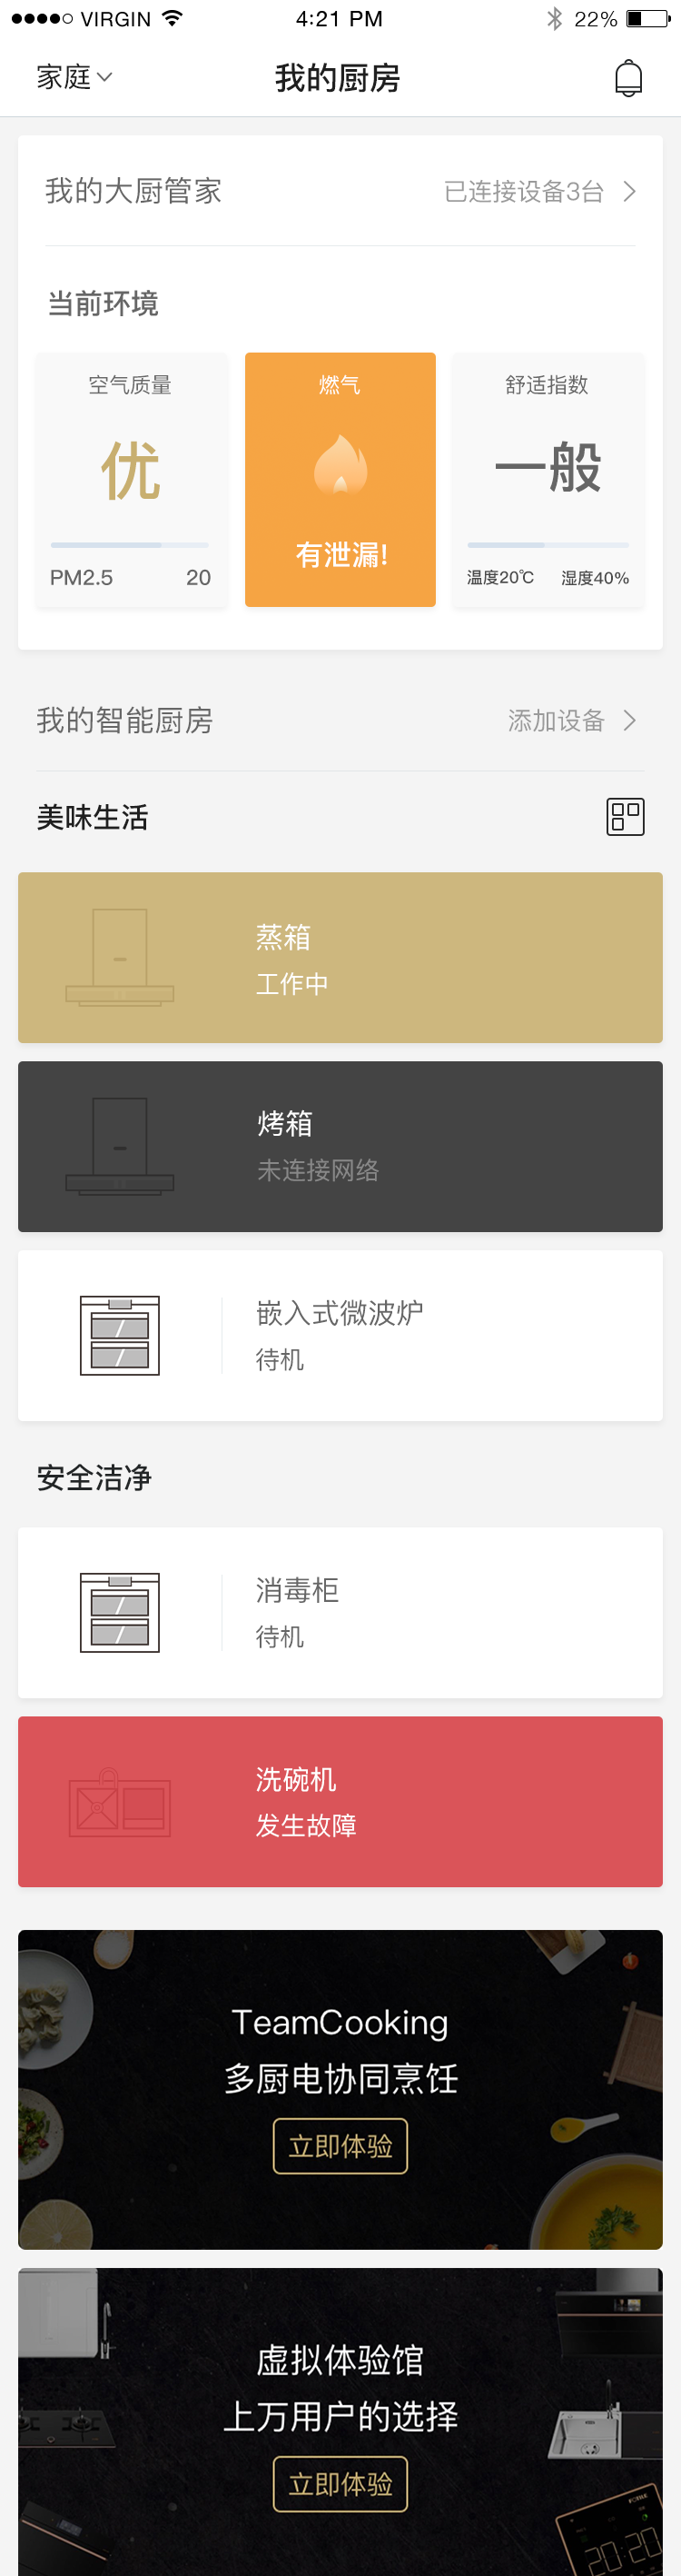 VIRGIN 4:21 PM 22%
家庭 我的厨房
我的大厨管家 已连接设备3台
当前环境
空气质量 燃气 舒适指数
优 一般
有泄漏!
PM2.5 20 温度20℃ 湿度40%
我的智能厨房 添加设备
美味生活
蒸箱
工作中
烤箱
未连接网络
嵌入式微波炉
待机
安全洁净
消毒柜
待机
洗碗机
发生故障
TeamCooking
多厨电协同烹饪
立即体验
虚拟体验馆
上万用户的选择
立即体验
20:20